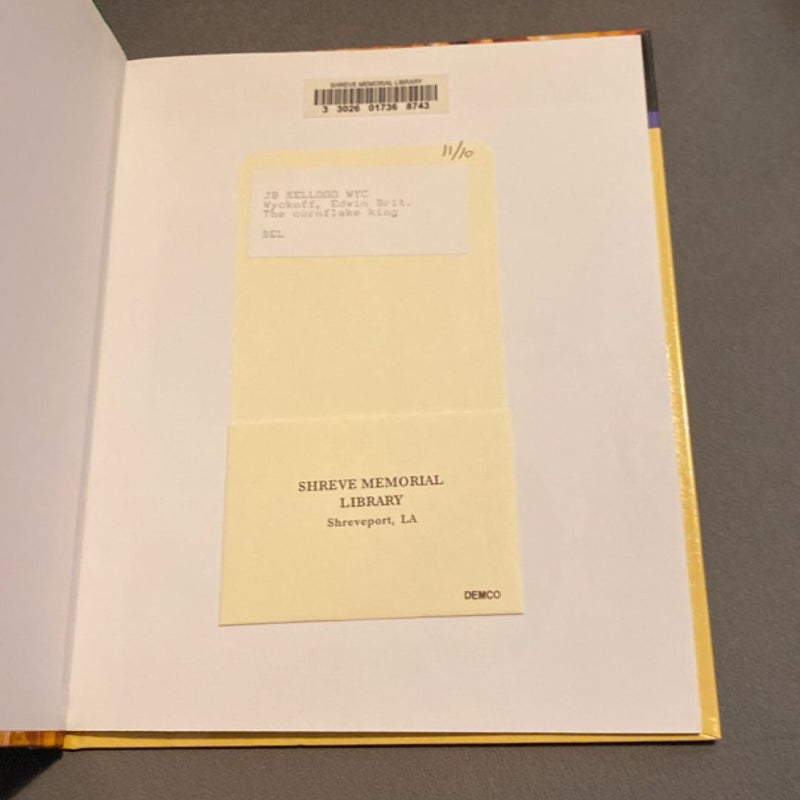 SHREVE MEMORIAL LIBRARY
3 3026 01736 8743
11/10
JB KELLOGG WYC
Wyckoff, Edwin Brit.
The cornflake king
BEL
SHREVE MEMORIAL
LIBRARY
Shreveport, LA
DEMCO